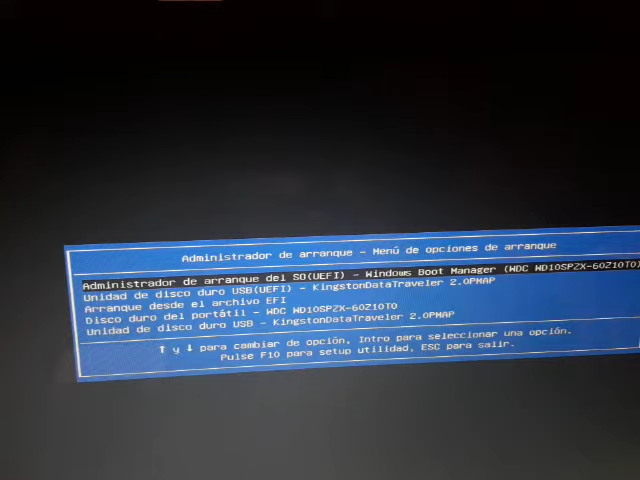 Administrador de arranque - Menú de opciones de arranque
Administrador de arranque del SO(UEFI) - Windows Boot Manager (WDC WD10SPZX-60Z10T0)
Unidad de disco duro USB(UEFI) - KingstonDataTraveler 2.0PMAP
Arranque desde el archivo EFI
Disco duro del portátil - WDC WD10SPZX-60Z10T0
Unidad de disco duro USB - KingstonDataTraveler 2.0PMAP
↑ y ↓ para cambiar de opción, Intro para seleccionar una opción.
Pulse F10 para setup utilidad, ESC para salir.